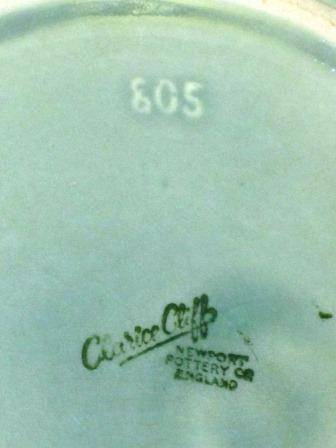 605
Clarice Cliff
NEWPORT
POTTERY CO
ENGLAND